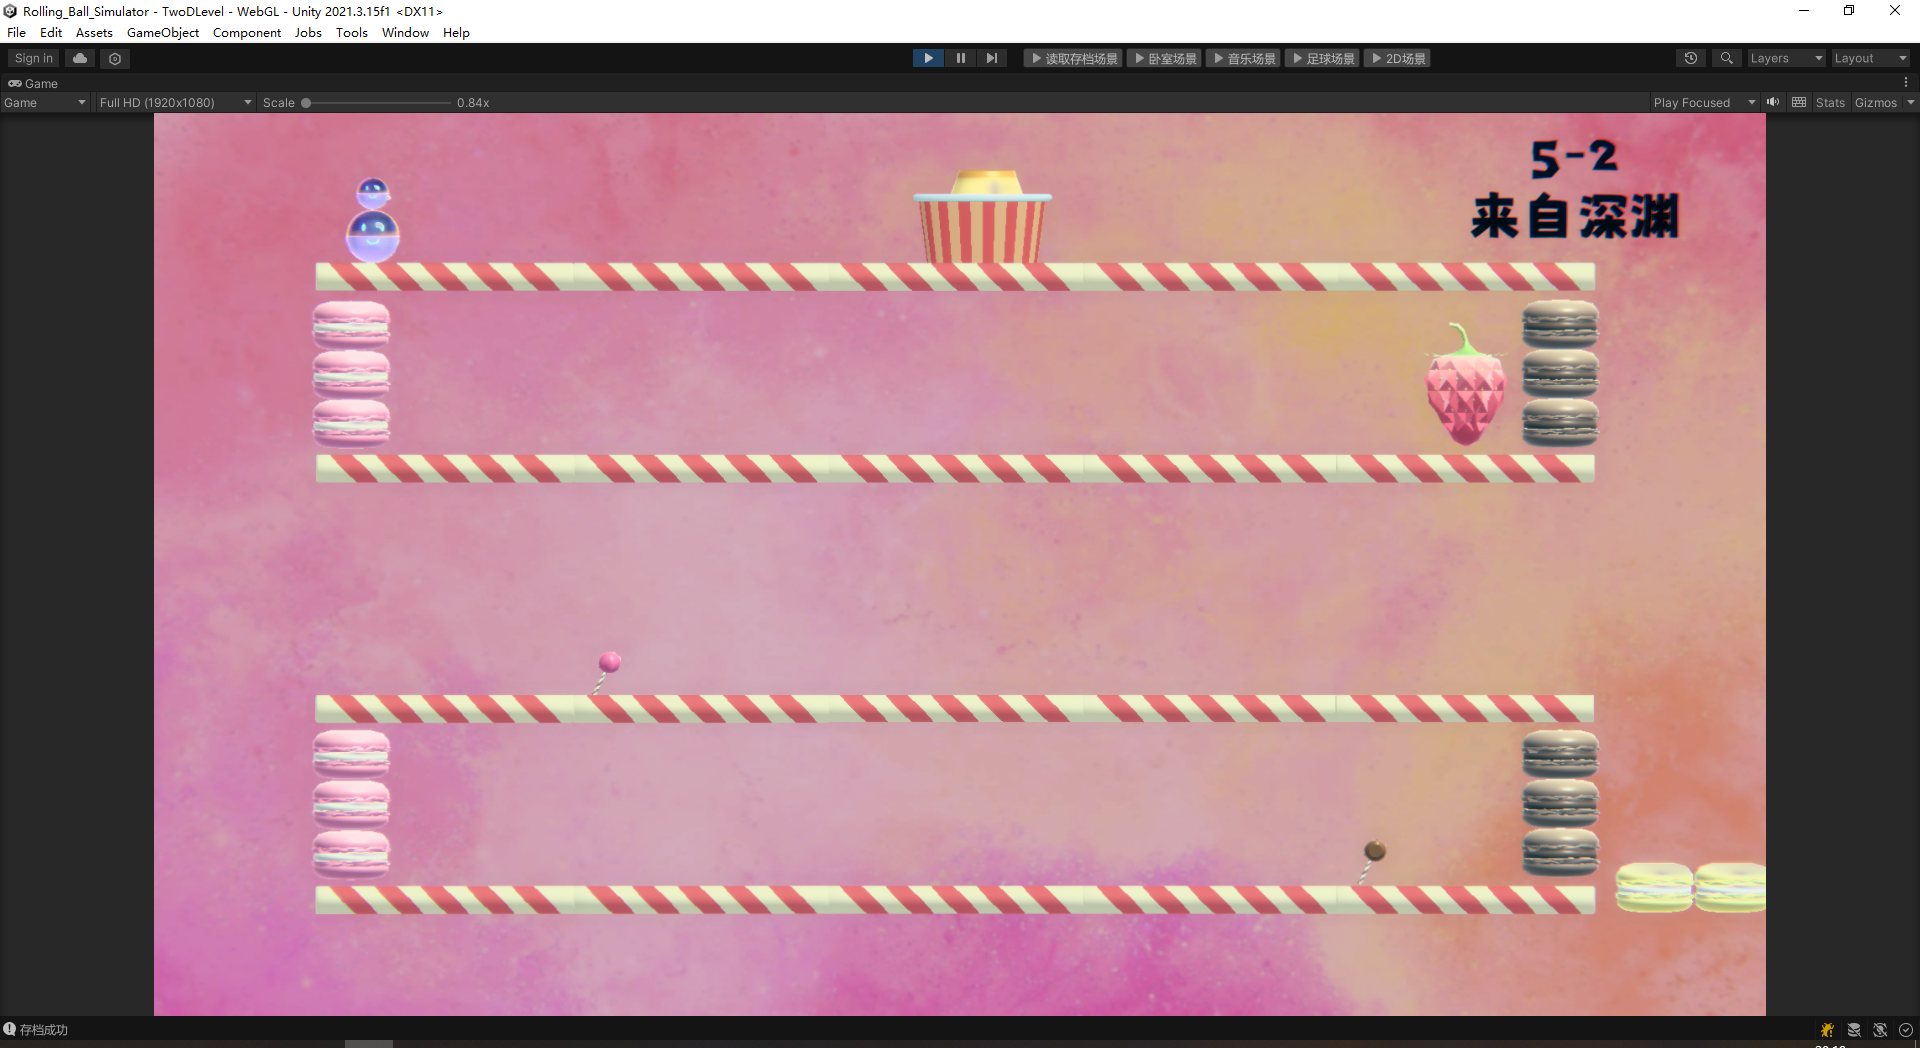 Rolling_Ball_Simulator - TwoDLevel - WebGL - Unity 2021.3.15f1 <DX11>
File Edit Assets GameObject Component Jobs Tools Window Help
Sign in 读取存档场景 卧室场景 音乐场景 足球场景 2D场景 Layers Layout
Game
Game Full HD (1920x1080) Scale 0.84x Play Focused Stats Gizmos
5-2
来自深渊
存档成功